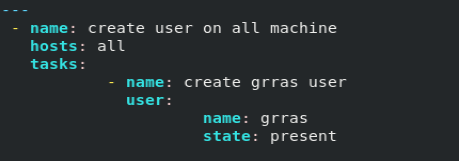 ---
- name: create user on all machine
hosts: all
tasks:
- name: create grras user
user:
name: grras
state: present